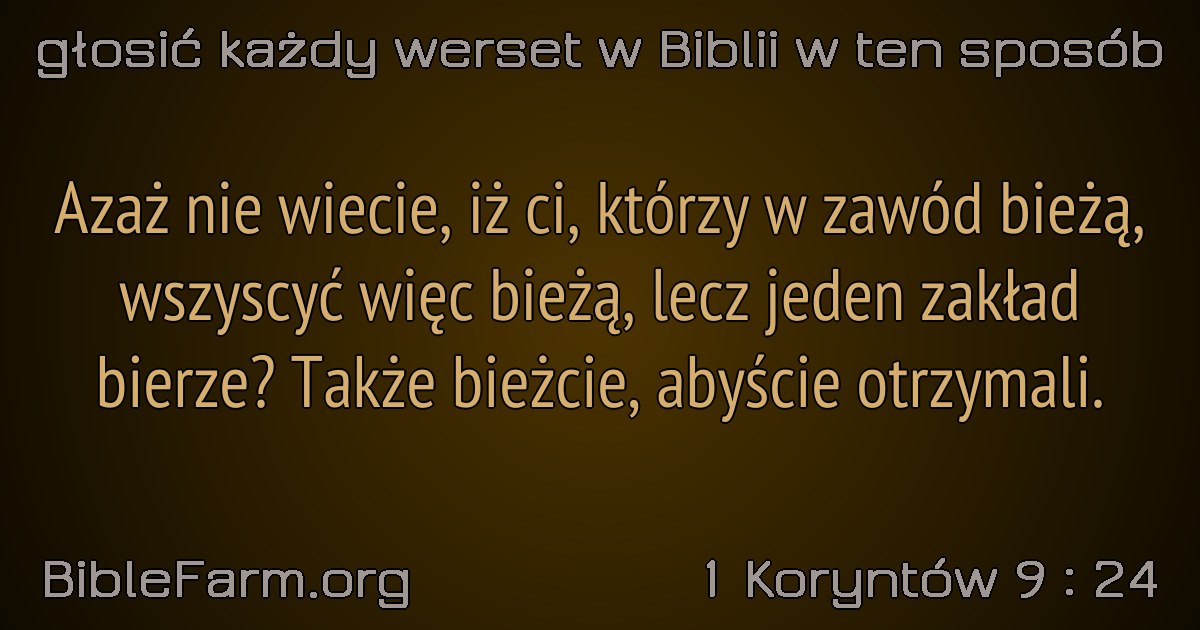 głosić każdy werset w Biblii w ten sposób
Azaż nie wiecie, iż ci, którzy w zawód bieżą,
wszyscyć więc bieżą, lecz jeden zakład
bierze? Także bieżcie, abyście otrzymali.
BibleFarm.org
1 Koryntów 9 : 24